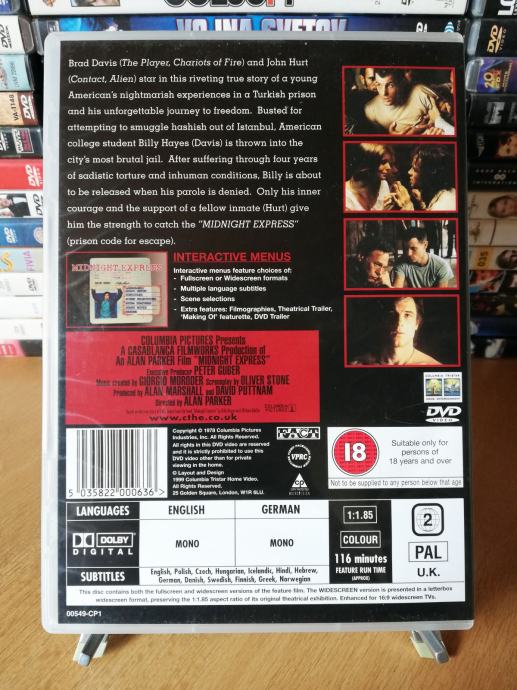 VOJNA SVETOV
Brad Davis (The Player, Chariots of Fire) and John Hurt
(Contact, Alien) star in this riveting true story of a young
American's nightmarish experiences in a Turkish prison
and his unforgettable journey to freedom. Busted for
attempting to smuggle hashish out of Istanbul, American
college student Billy Hayes (Davis) is thrown into the
city's most brutal jail. After suffering through four years
of sadistic torture and inhuman conditions, Billy is about
to be released when his parole is denied. Only his inner
courage and the support of a fellow inmate (Hurt) give
him the strength to catch the "MIDNIGHT EXPRESS"
(prison code for escape).
MIDNIGHT EXPRESS
INTERACTIVE MENUS
Interactive menus feature choices of:
- Fullscreen or Widescreen formats
- Multiple language subtitles
- Scene selections
- Extra features: Filmographies, Theatrical Trailer,
'Making Of' featurette, DVD Trailer
COLUMBIA PICTURES Presents
A CASABLANCA FILMWORKS Production of
An ALAN PARKER Film "MIDNIGHT EXPRESS"
Executive Producer PETER GUBER
Music created by GIORGIO MORODER Screenplay by OLIVER STONE
Produced by ALAN MARSHALL and DAVID PUTTNAM
Directed by ALAN PARKER
www.cthe.co.uk
COLUMBIA TRISTAR
DVD
VIDEO
5 035822 000636 >
Copyright © 1978 Columbia Pictures
Industries, Inc. All Rights Reserved.
All rights in this DVD video are reserved
and it is strictly prohibited to use this
DVD video other than for private
viewing in the home.
© Layout and Design
1999 Columbia Tristar Home Video.
All Rights Reserved.
25 Golden Square, London, W1R 6LU.
FACT
VPRC
18
Suitable only for
persons of
18 years and over
Not to be supplied to any person below that age
LANGUAGES
ENGLISH
GERMAN
DOLBY
DIGITAL
MONO
MONO
SUBTITLES
English, Polish, Czech, Hungarian, Icelandic, Hindi, Hebrew,
German, Danish, Swedish, Finnish, Greek, Norwegian
1:1.85
COLOUR
116 minutes
FEATURE RUN TIME
(APPROX)
2
PAL
U.K.
This disc contains both the fullscreen and widescreen versions of the feature film. The WIDESCREEN version is presented in a letterbox
widescreen format, preserving the 1:1.85 aspect ratio of its original theatrical exhibition. Enhanced for 16:9 widescreen TVs.
00549-CP1